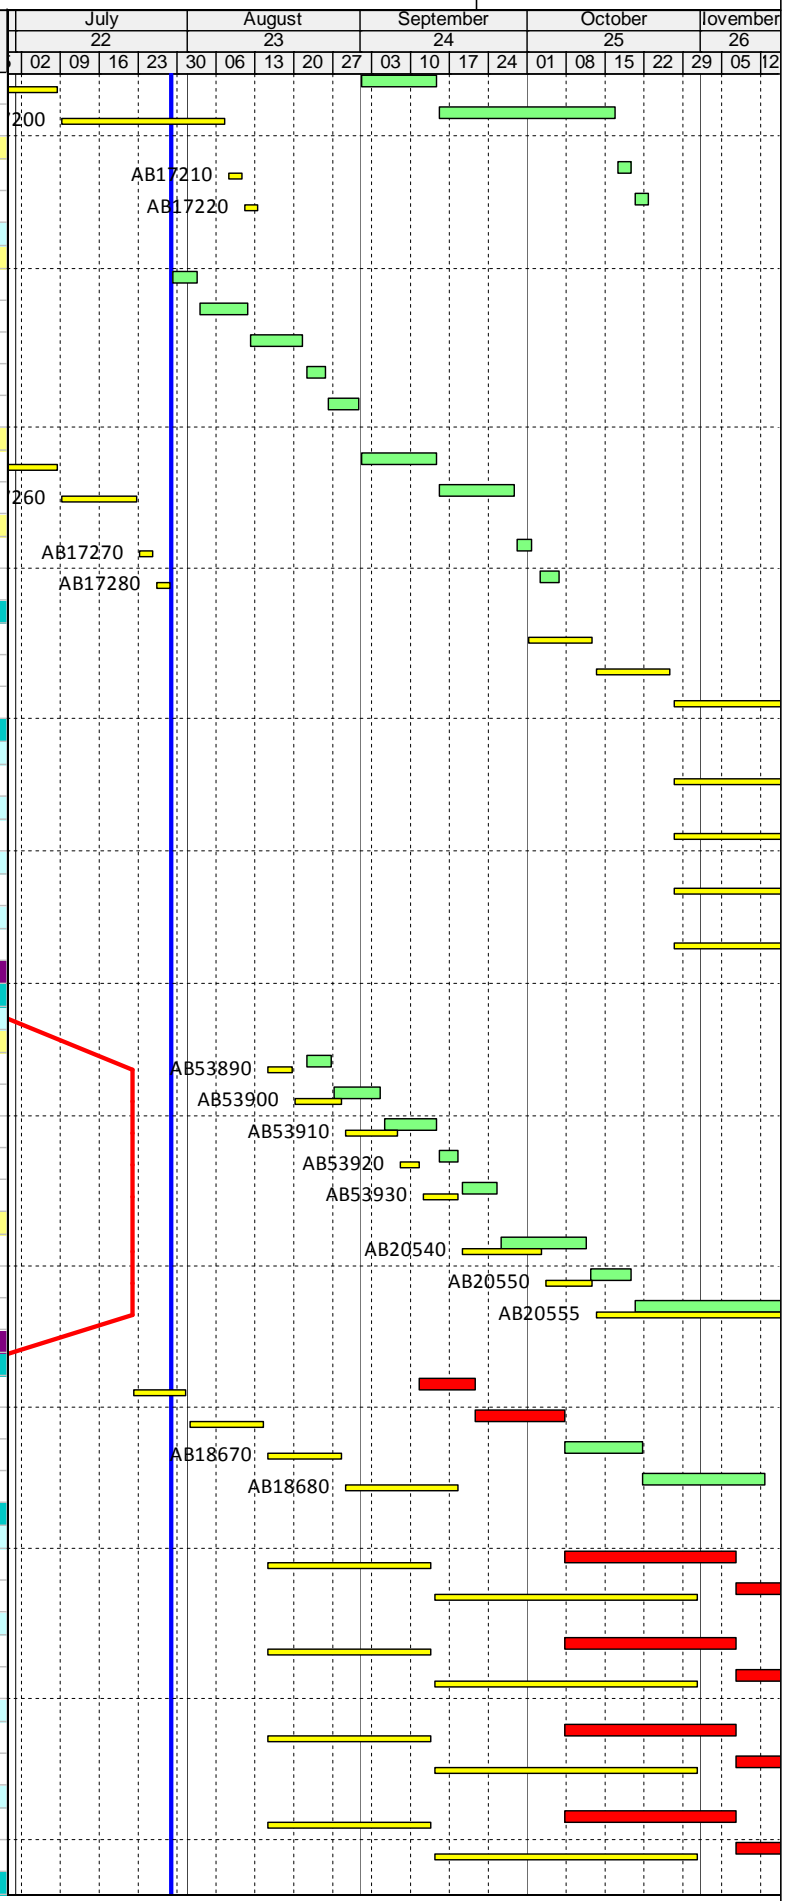 July August September October lovember
22 23 24 25 26
02 09 16 23 30 06 13 20 27 03 10 17 24 01 08 15 22 29 05 12
200
AB17210
AB17220
260
AB17270
AB17280
AB53890
AB53900
AB53910
AB53920
AB53930
AB20540
AB20550
AB20555
AB18670
AB18680